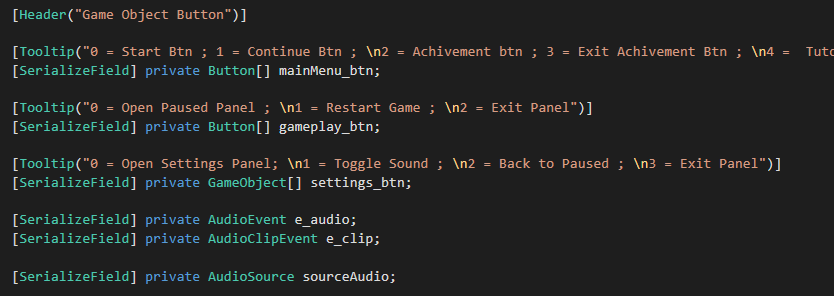 [Header("Game Object Button")]
[Tooltip("0 = Start Btn ; 1 = Continue Btn ; \n2 = Achivement btn ; 3 = Exit Achivement Btn ; \n4 =  Tuto
[SerializeField] private Button[] mainMenu_btn;
[Tooltip("0 = Open Paused Panel ; \n1 = Restart Game ; \n2 = Exit Panel")]
[SerializeField] private Button[] gameplay_btn;
[Tooltip("0 = Open Settings Panel; \n1 = Toggle Sound ; \n2 = Back to Paused ; \n3 = Exit Panel")]
[SerializeField] private GameObject[] settings_btn;
[SerializeField] private AudioEvent e_audio;
[SerializeField] private AudioClipEvent e_clip;
[SerializeField] private AudioSource sourceAudio;